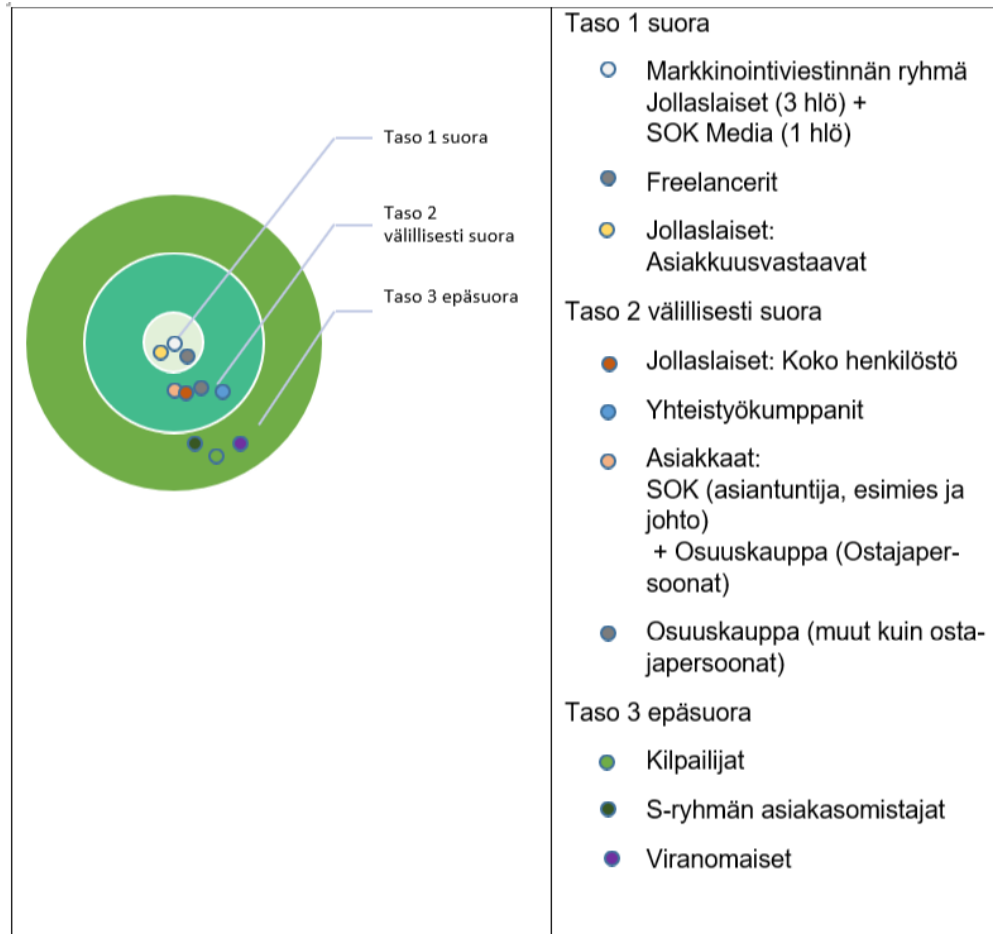 Taso 1 suora
Taso 2
välillisesti suora
Taso 3 epäsuora
Taso 1 suora
Markkinointiviestinnän ryhmä
Jollaslaiset (3 hlö) +
SOK Media (1 hlö)
Freelancerit
Jollaslaiset:
Asiakkuusvastaavat
Taso 2 välillisesti suora
Jollaslaiset: Koko henkilöstö
Yhteistyökumppanit
Asiakkaat:
SOK (asiantuntija, esimies ja
johto)
+ Osuuskauppa (Ostajaper-
soonat)
Osuuskauppa (muut kuin osta-
japersoonat)
Taso 3 epäsuora
Kilpailijat
S-ryhmän asiakasomistajat
Viranomaiset